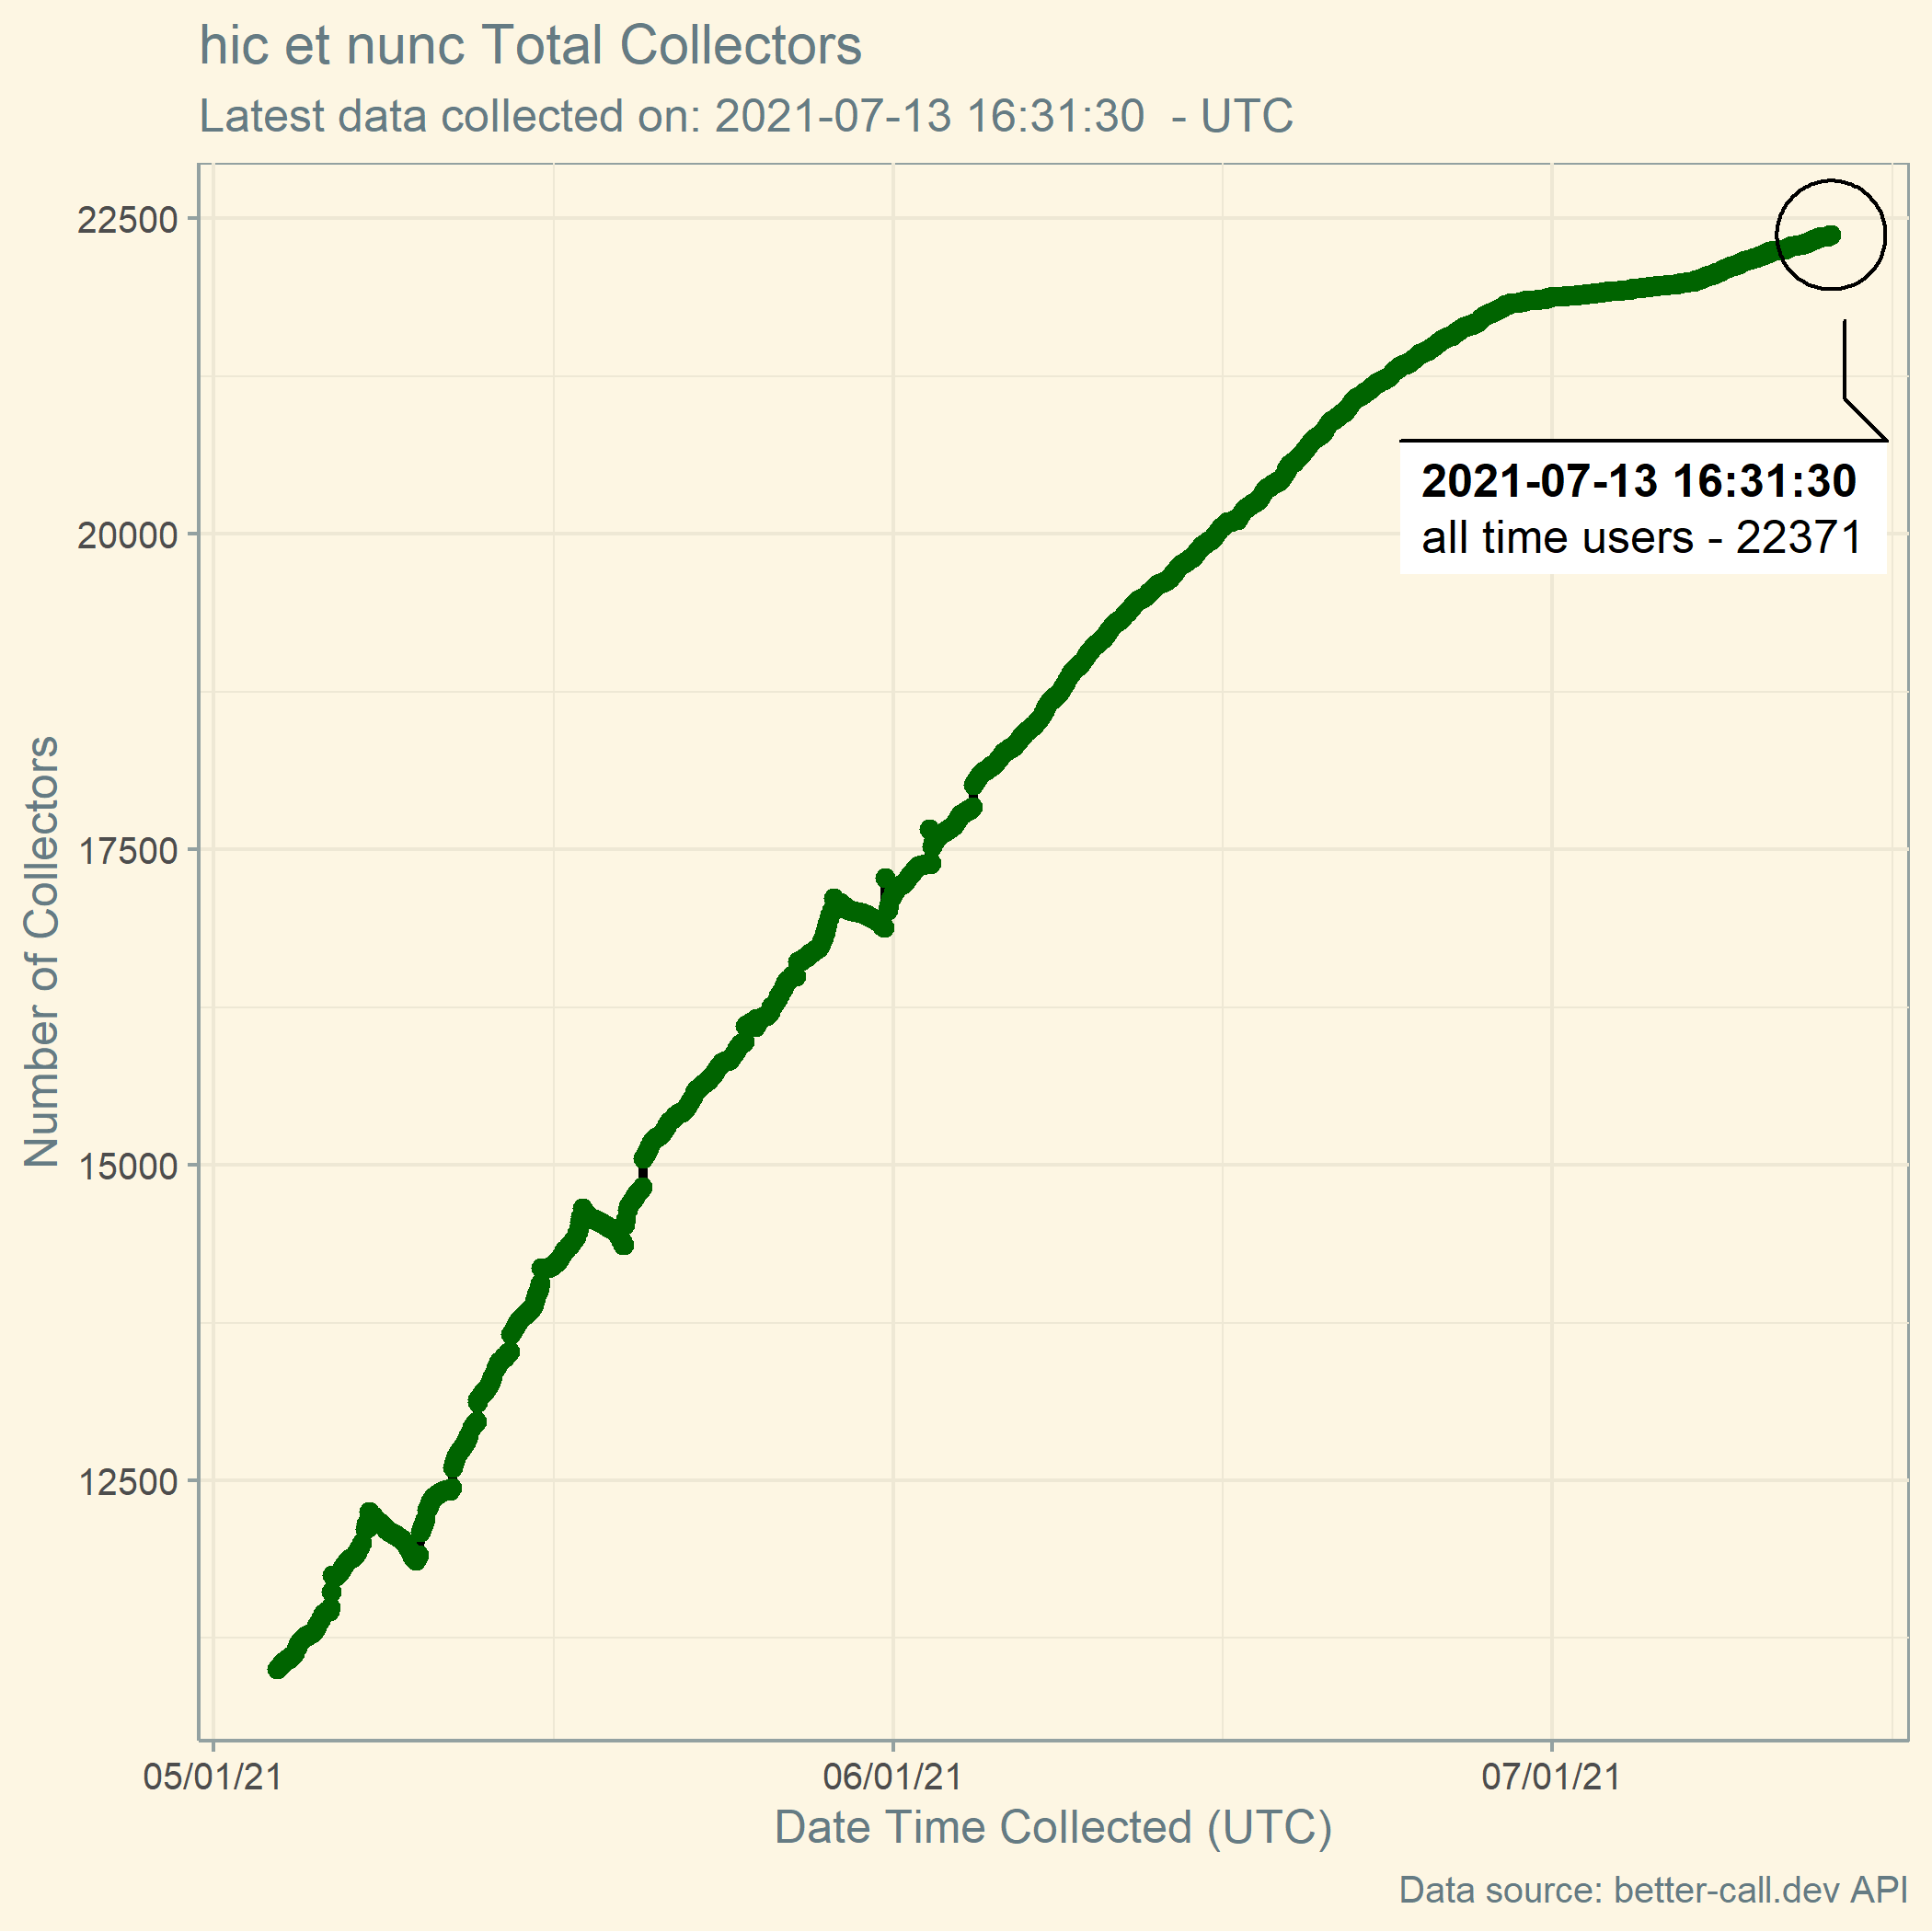 hic et nunc Total Collectors
Latest data collected on: 2021-07-13 16:31:30  - UTC
Number of Collectors
22500
20000
17500
15000
12500
2021-07-13 16:31:30
all time users - 22371
05/01/21
06/01/21
07/01/21
Date Time Collected (UTC)
Data source: better-call.dev API